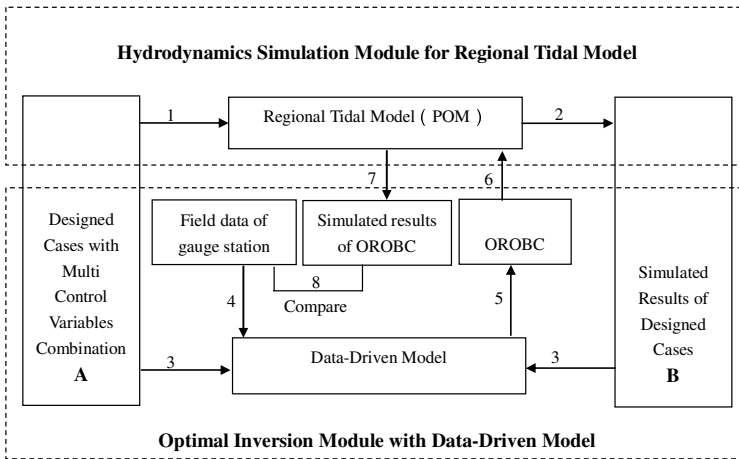 Hydrodynamics Simulation Module for Regional Tidal Model
1
Regional Tidal Model ( POM )
2
7
6
Designed
Cases with
Multi
Control
Variables
Combination
A
Field data of
gauge station
Simulated results
of OROBC
OROBC
Simulated
Results of
Designed
Cases
B
8
Compare
4
5
3
Data-Driven Model
3
Optimal Inversion Module with Data-Driven Model